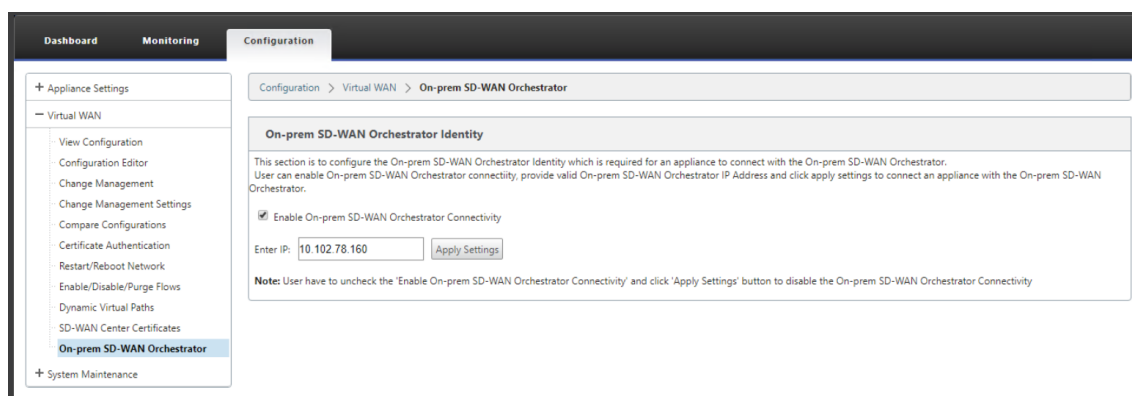 Dashboard Monitoring Configuration
+ Appliance Settings
− Virtual WAN
View Configuration
Configuration Editor
Change Management
Change Management Settings
Compare Configurations
Certificate Authentication
Restart/Reboot Network
Enable/Disable/Purge Flows
Dynamic Virtual Paths
SD-WAN Center Certificates
On-prem SD-WAN Orchestrator
+ System Maintenance
Configuration > Virtual WAN > On-prem SD-WAN Orchestrator
On-prem SD-WAN Orchestrator Identity
This section is to configure the On-prem SD-WAN Orchestrator Identity which is required for an appliance to connect with the On-prem SD-WAN Orchestrator.
User can enable On-prem SD-WAN Orchestrator connectiity, provide valid On-prem SD-WAN Orchestrator IP Address and click apply settings to connect an appliance with the On-prem SD-WAN
Orchestrator.
Enable On-prem SD-WAN Orchestrator Connectivity
Enter IP: 10.102.78.160 Apply Settings
Note: User have to uncheck the 'Enable On-prem SD-WAN Orchestrator Connectivity' and click 'Apply Settings' button to disable the On-prem SD-WAN Orchestrator Connectivity